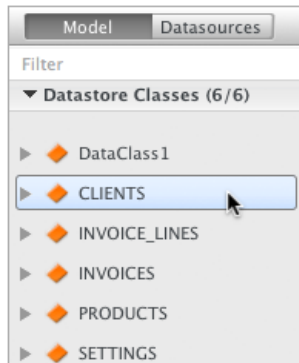 Model Datasources
Filter
Datastore Classes (6/6)
DataClass1
CLIENTS
INVOICE_LINES
INVOICES
PRODUCTS
SETTINGS